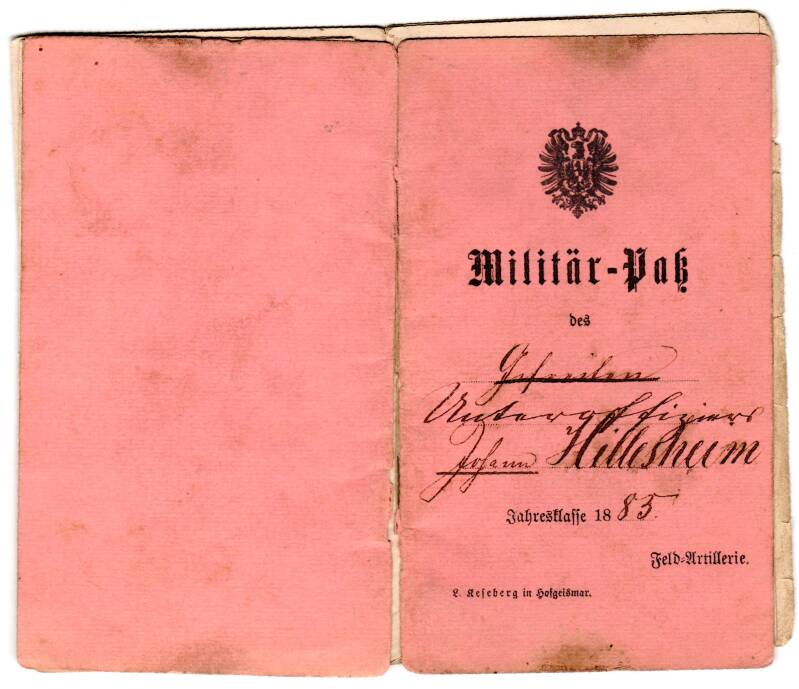 Militär-Paß
des
Gefreiten
Unteroffiziers
Johann Hillesheim
Jahresklasse 1885.
Feld-Artillerie.
L. Keseberg in Hofgeismar.